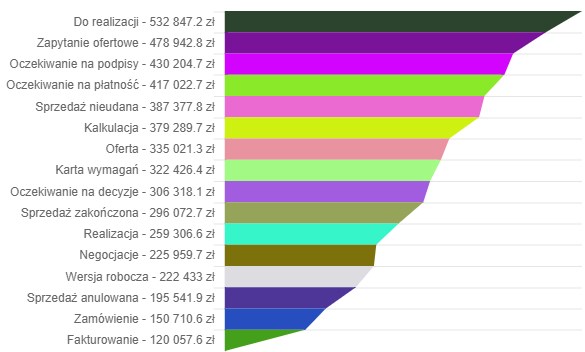 Do realizacji - 532 847.2 zł
Zapytanie ofertowe - 478 942.8 zł
Oczekiwanie na podpisy - 430 204.7 zł
Oczekiwanie na płatność - 417 022.7 zł
Sprzedaż nieudana - 387 377.8 zł
Kalkulacja - 379 289.7 zł
Oferta - 335 021.3 zł
Karta wymagań - 322 426.4 zł
Oczekiwanie na decyzje - 306 318.1 zł
Sprzedaż zakończona - 296 072.7 zł
Realizacja - 259 306.6 zł
Negocjacje - 225 959.7 zł
Wersja robocza - 222 433 zł
Sprzedaż anulowana - 195 541.9 zł
Zamówienie - 150 710.6 zł
Fakturowanie - 120 057.6 zł